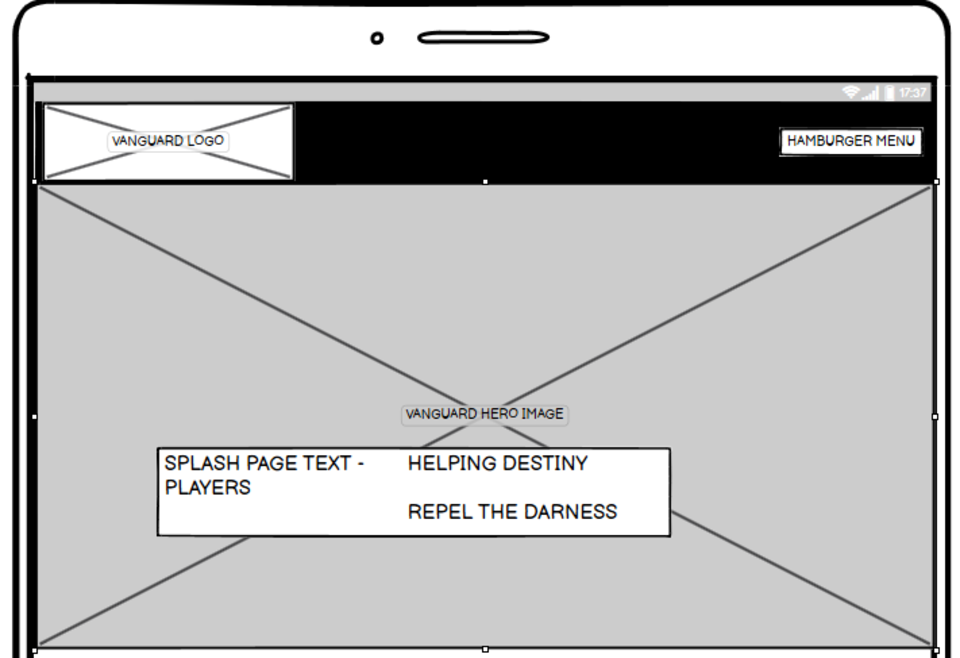 17:37
VANGUARD LOGO
HAMBURGER MENU
VANGUARD HERO IMAGE
SPLASH PAGE TEXT -
PLAYERS
HELPING DESTINY
REPEL THE DARNESS